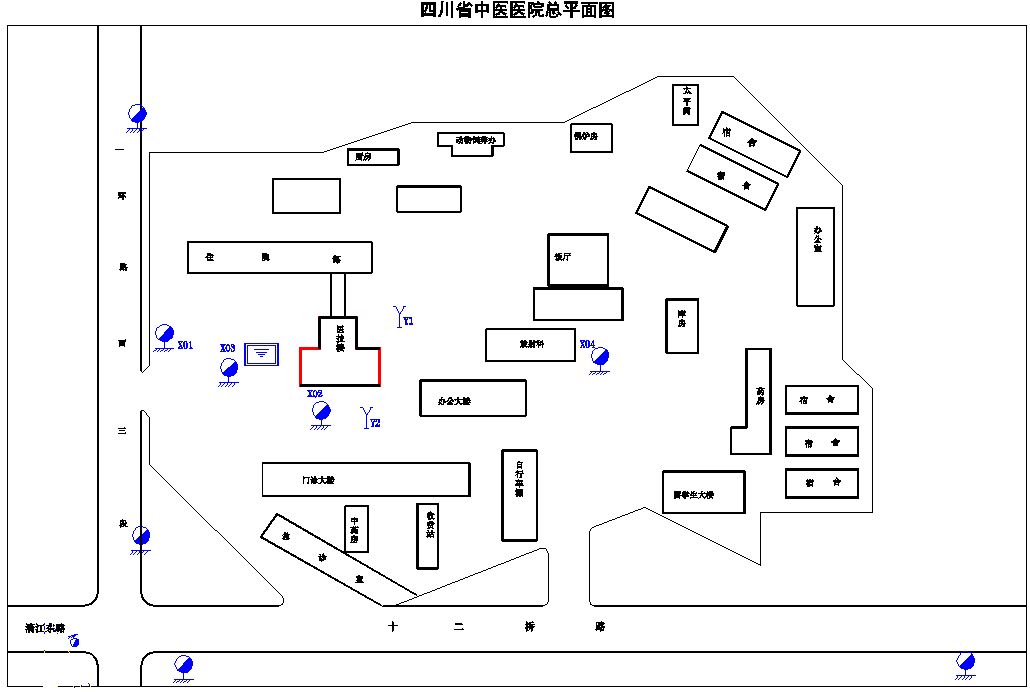 四川省中医医院总平面图
太平间
宿舍
动物饲养办
锅炉房
厨房
宿舍
办公室
住院部
饭厅
库房
Y1
医技楼
一环路西三段
X01
X03
放射科
X04
X02
办公大楼
药房
宿舍
Y2
宿舍
自行车棚
门诊大楼
宿舍
留学生大楼
中药房
收费站
急诊室
清江东路
十二桥路